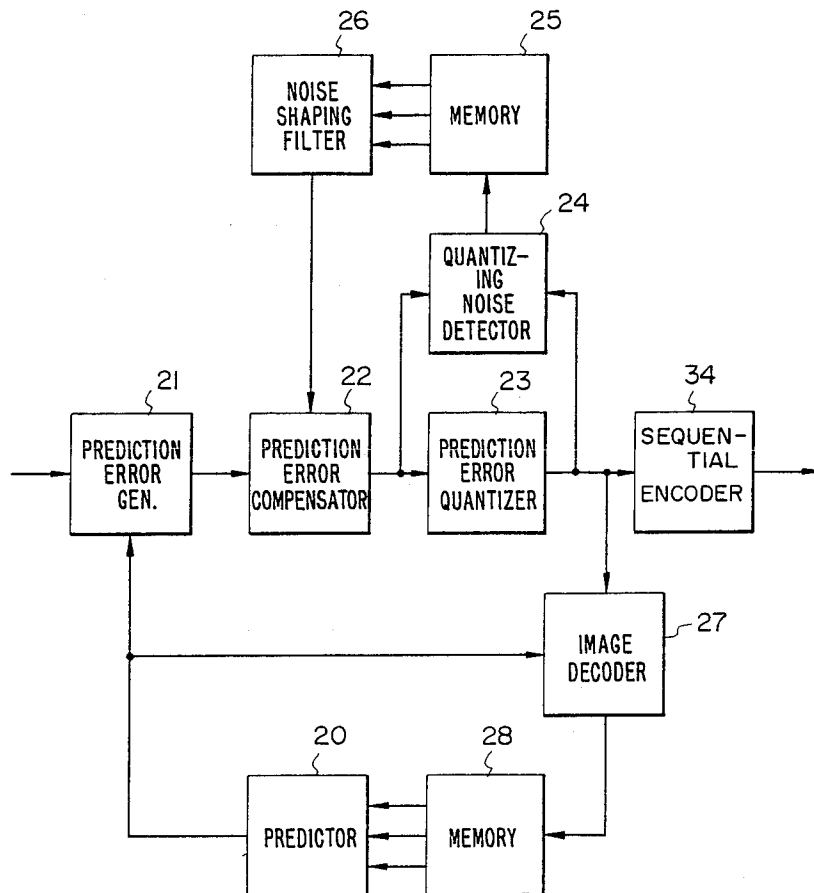 26
NOISE
SHAPING
FILTER
25
MEMORY
24
QUANTIZ-
ING
NOISE
DETECTOR
21
PREDICTION
ERROR
GEN.
22
PREDICTION
ERROR
COMPENSATOR
23
PREDICTION
ERROR
QUANTIZER
34
SEQUEN-
TIAL
ENCODER
27
IMAGE
DECODER
20
PREDICTOR
28
MEMORY